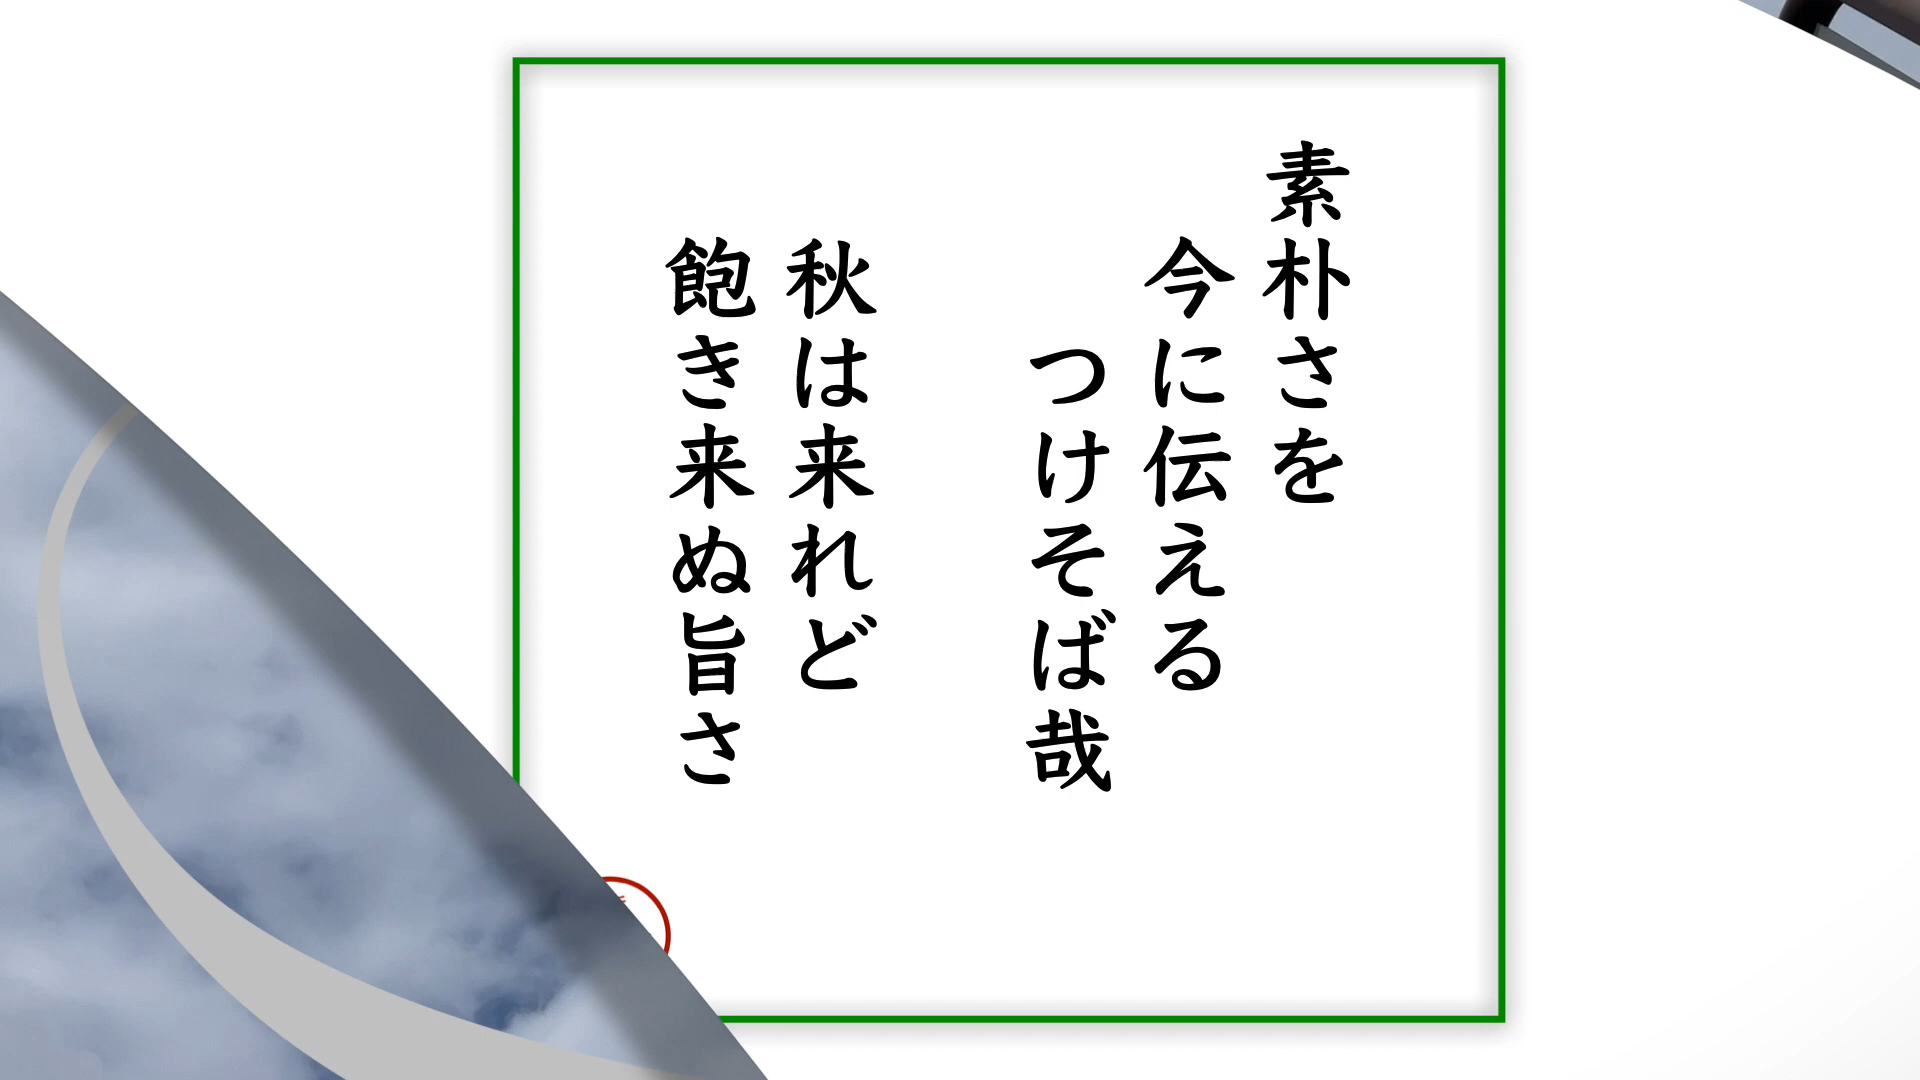 素朴さを
今に伝える
つけそば哉
秋は来れど
飽き来ぬ旨さ